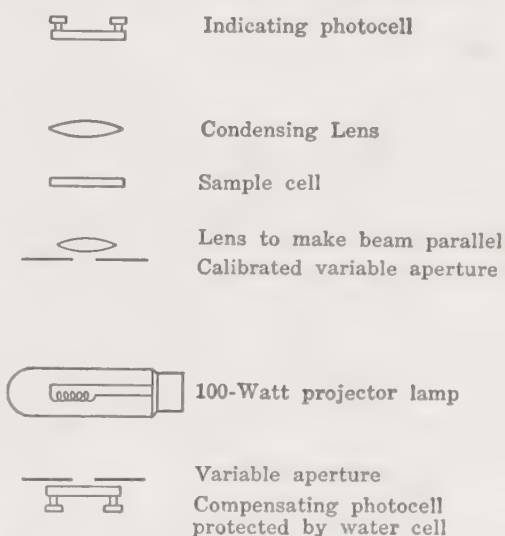 Indicating photocell
Condensing Lens
Sample cell
Lens to make beam parallel
Calibrated variable aperture
100-Watt projector lamp
Variable aperture
Compensating photocell
protected by water cell